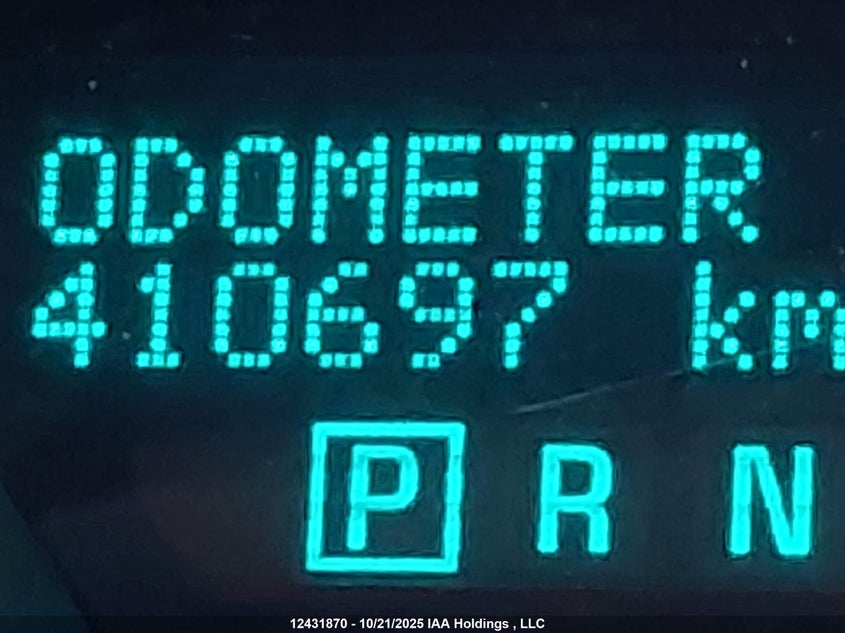 ODOMETER
410697 km
P R N
12431870 - 10/21/2025 IAA Holdings , LLC